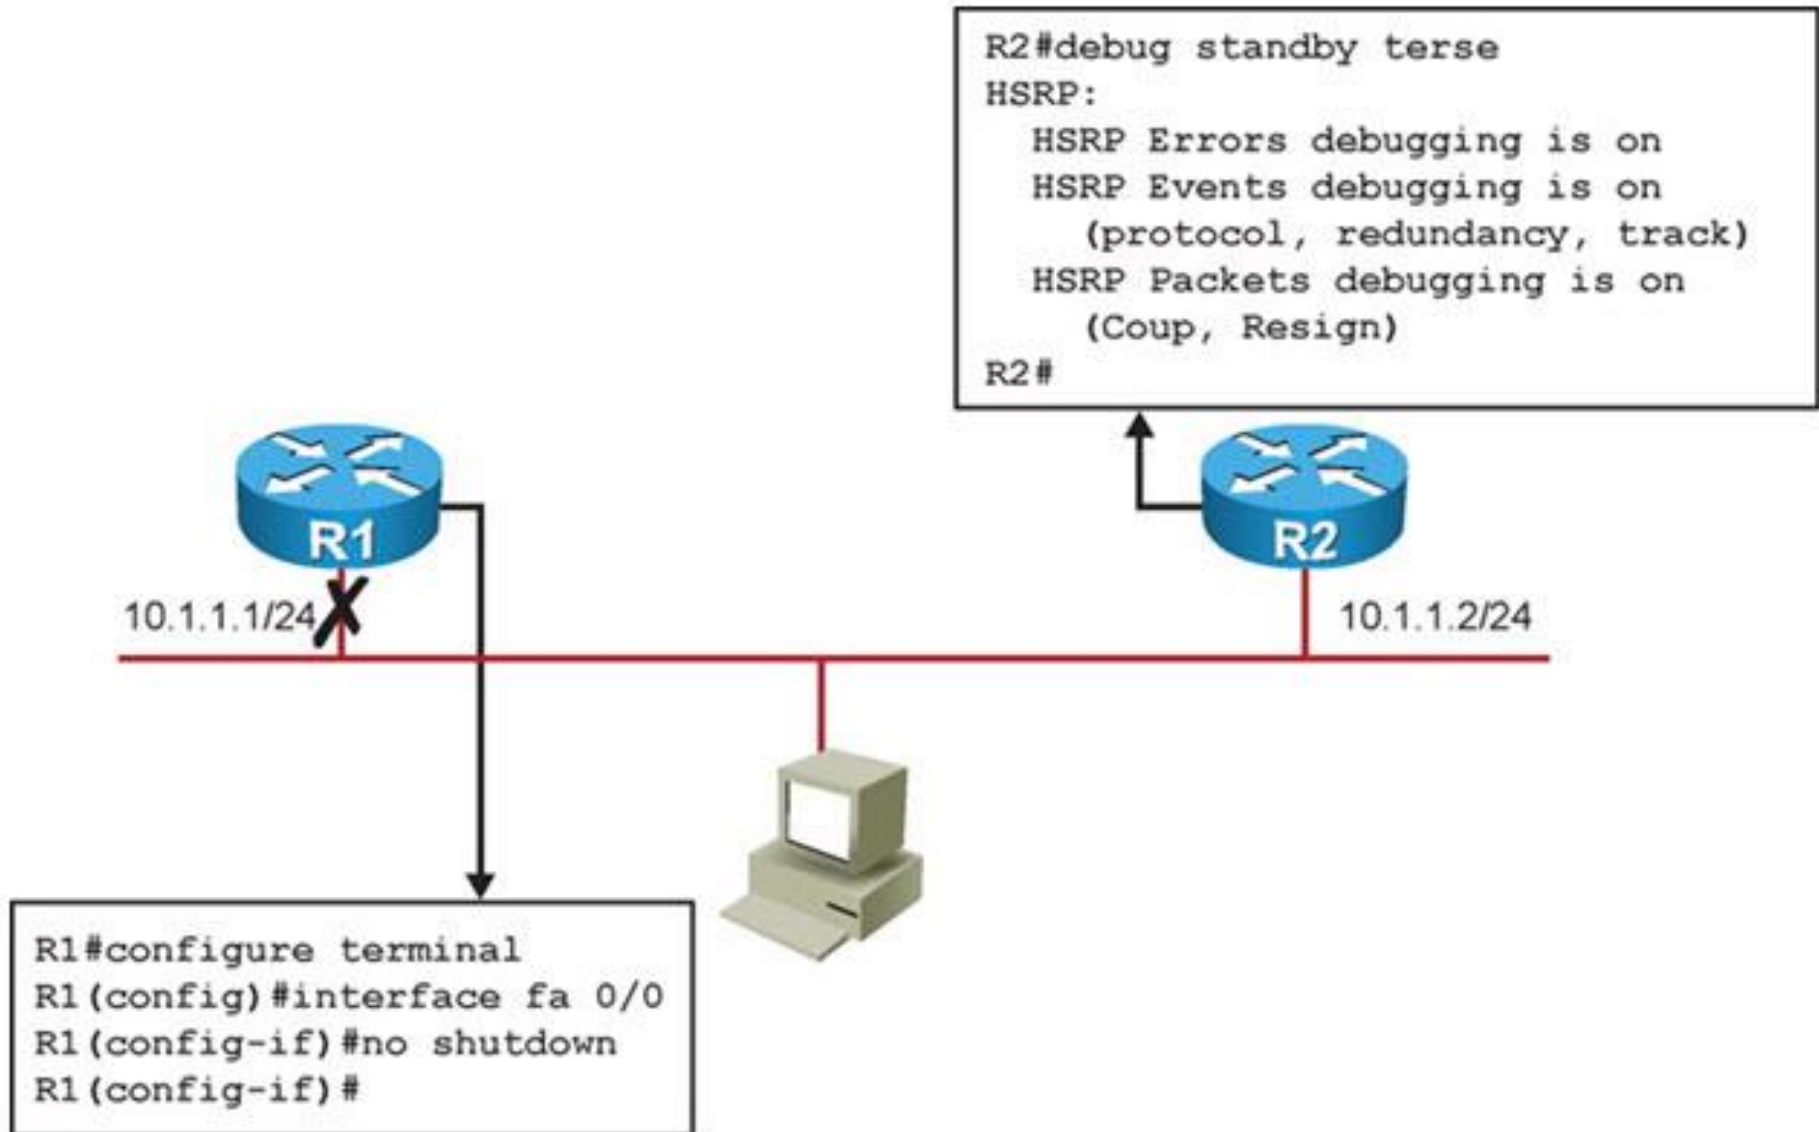 R2#debug standby terse
HSRP:
HSRP Errors debugging is on
HSRP Events debugging is on
(protocol, redundancy, track)
HSRP Packets debugging is on
(Coup, Resign)
R2#
R1
R2
10.1.1.1/24
10.1.1.2/24
R1#configure terminal
R1(config)#interface fa 0/0
R1(config-if)#no shutdown
R1(config-if)#